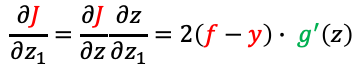 ∂J/∂z₁ = ∂J/∂z ∂z/∂z₁ = 2(f − y) · g′(z)